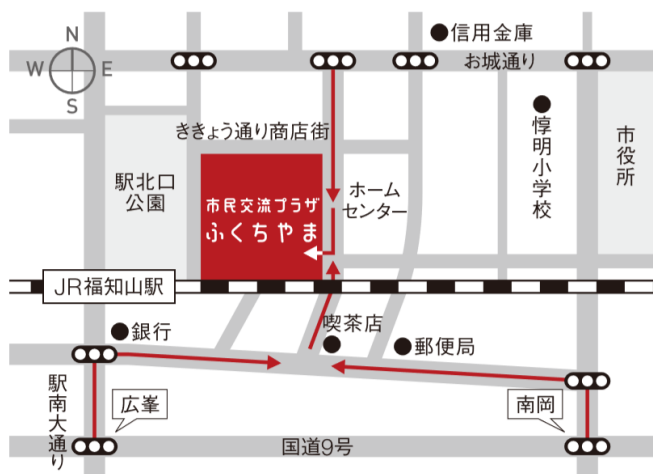 N
W E
S
信用金庫
お城通り
ききょう通り商店街
惇明小学校
市役所
駅北口
公園
市民交流プラザ
ふくちやま
ホーム
センター
JR福知山駅
喫茶店
銀行
郵便局
駅南大通り
広峯
南岡
国道9号